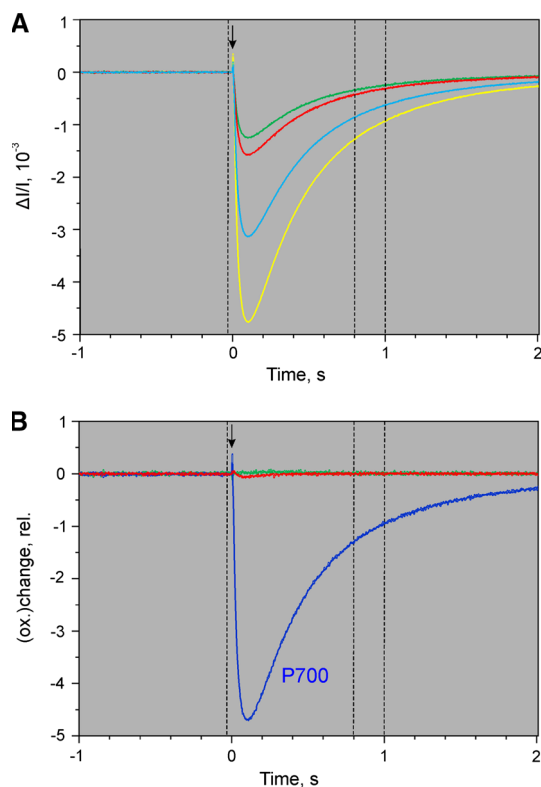 A
1
0
-1
-2
-3
-4
-5
ΔI/I, 10⁻³
-1 0 1 2
Time, s
B
1
0
-1
-2
-3
-4
-5
(ox.)change, rel.
P700
-1 0 1 2
Time, s